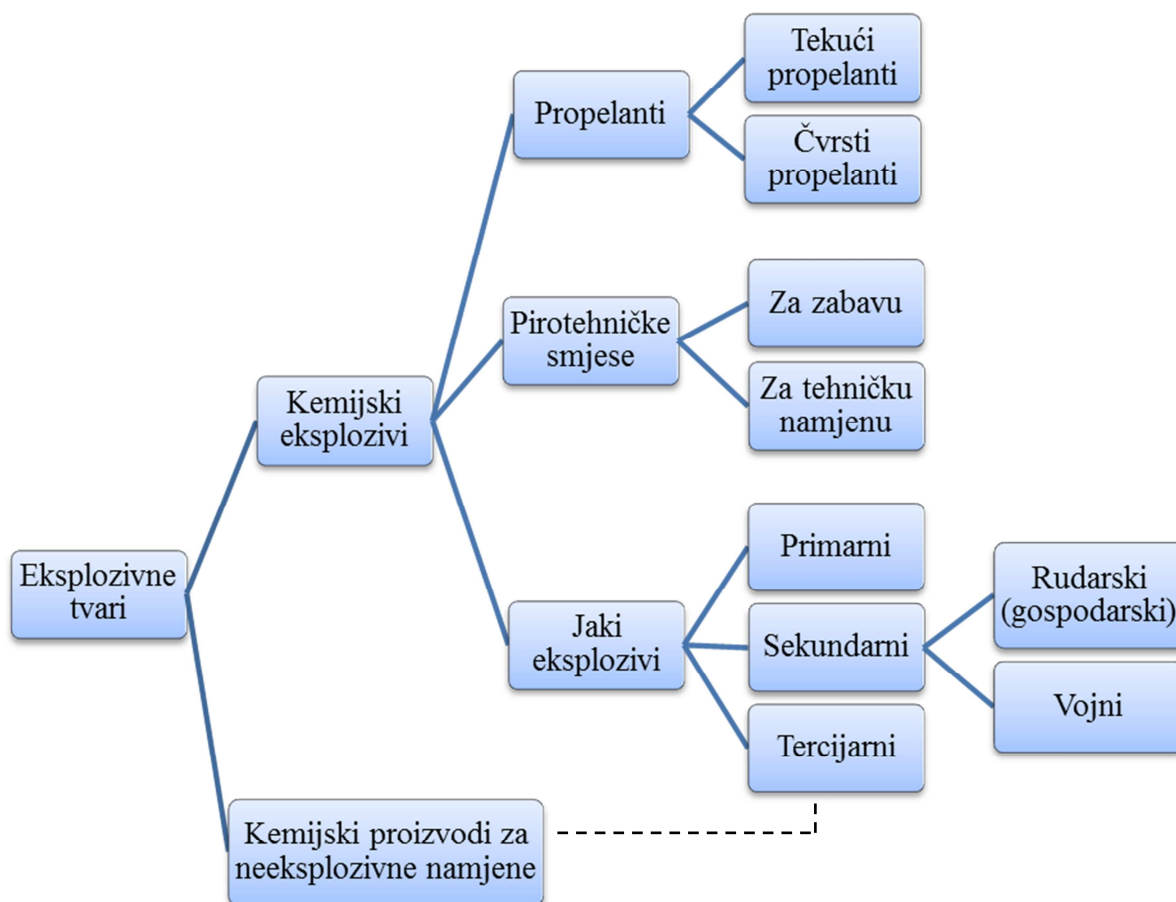 Eksplozivne
tvari
Kemijski
eksplozivi
Kemijski proizvodi za
neeksplozivne namjene
Propelanti
Pirotehničke
smjese
Jaki
eksplozivi
Tekući
propelanti
Čvrsti
propelanti
Za zabavu
Za tehničku
namjenu
Primarni
Sekundarni
Tercijarni
Rudarski
(gospodarski)
Vojni